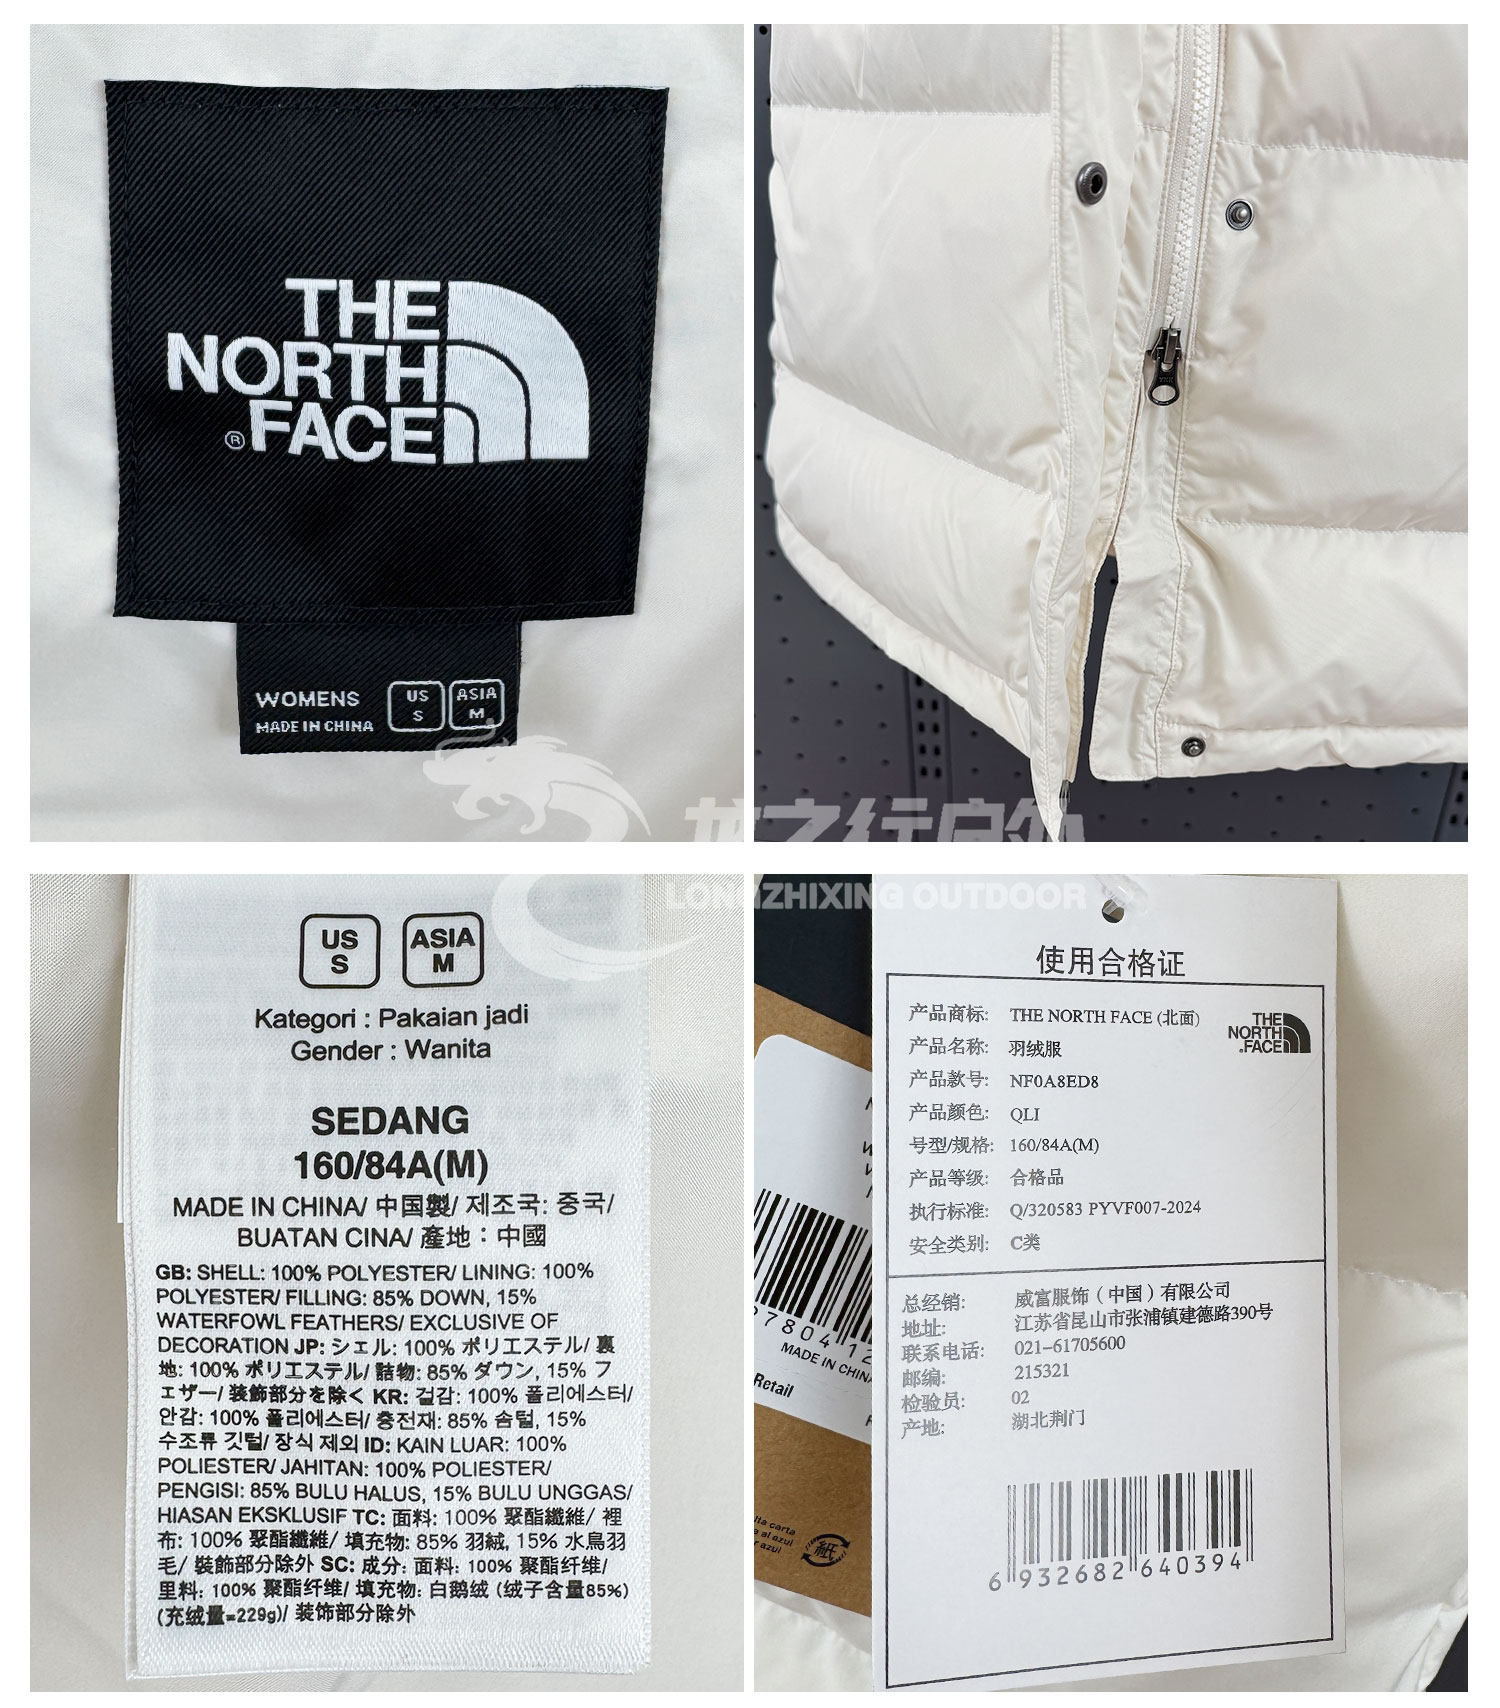 THE
NORTH
FACE
®
WOMENS
MADE IN CHINA
US
S
ASIA
M
龙之行户外
LONGZHIXING OUTDOOR
US
S
ASIA
M
Kategori : Pakaian jadi
Gender : Wanita
SEDANG
160/84A(M)
MADE IN CHINA/ 中国製/ 제조국: 중국/
BUATAN CINA/ 產地：中國
GB: SHELL: 100% POLYESTER/ LINING: 100%
POLYESTER/ FILLING: 85% DOWN, 15%
WATERFOWL FEATHERS/ EXCLUSIVE OF
DECORATION JP: シェル: 100% ポリエステル/ 裏
地: 100% ポリエステル/ 詰物: 85% ダウン, 15% フ
ェザー/ 装飾部分を除く KR: 겉감: 100% 폴리에스터/
안감: 100% 폴리에스터/ 충전재: 85% 솜털, 15%
수조류 깃털/ 장식 제외 ID: KAIN LUAR: 100%
POLIESTER/ JAHITAN: 100% POLIESTER/
PENGISI: 85% BULU HALUS, 15% BULU UNGGAS/
HIASAN EKSKLUSIF TC: 面料: 100% 聚酯纖維/ 裡
布: 100% 聚酯纖維/ 填充物: 85% 羽絨, 15% 水鳥羽
毛/ 裝飾部分除外 SC: 成分: 面料: 100% 聚酯纤维/
里料: 100% 聚酯纤维/ 填充物: 白鹅绒 (绒子含量85%)
(充绒量=229g)/ 装饰部分除外
使用合格证
产品商标: THE NORTH FACE (北面)
产品名称: 羽绒服
产品款号: NF0A8ED8
产品颜色: QLI
号型/规格: 160/84A(M)
产品等级: 合格品
执行标准: Q/320583 PYVF007-2024
安全类别: C类
THE
NORTH
FACE
总经销: 威富服饰（中国）有限公司
地址: 江苏省昆山市张浦镇建德路390号
联系电话: 021-61705600
邮编: 215321
检验员: 02
产地: 湖北荆门
6 932682 640394
7804 12
MADE IN CHINA
Retail
lta carta
e al azul
r azul
紙